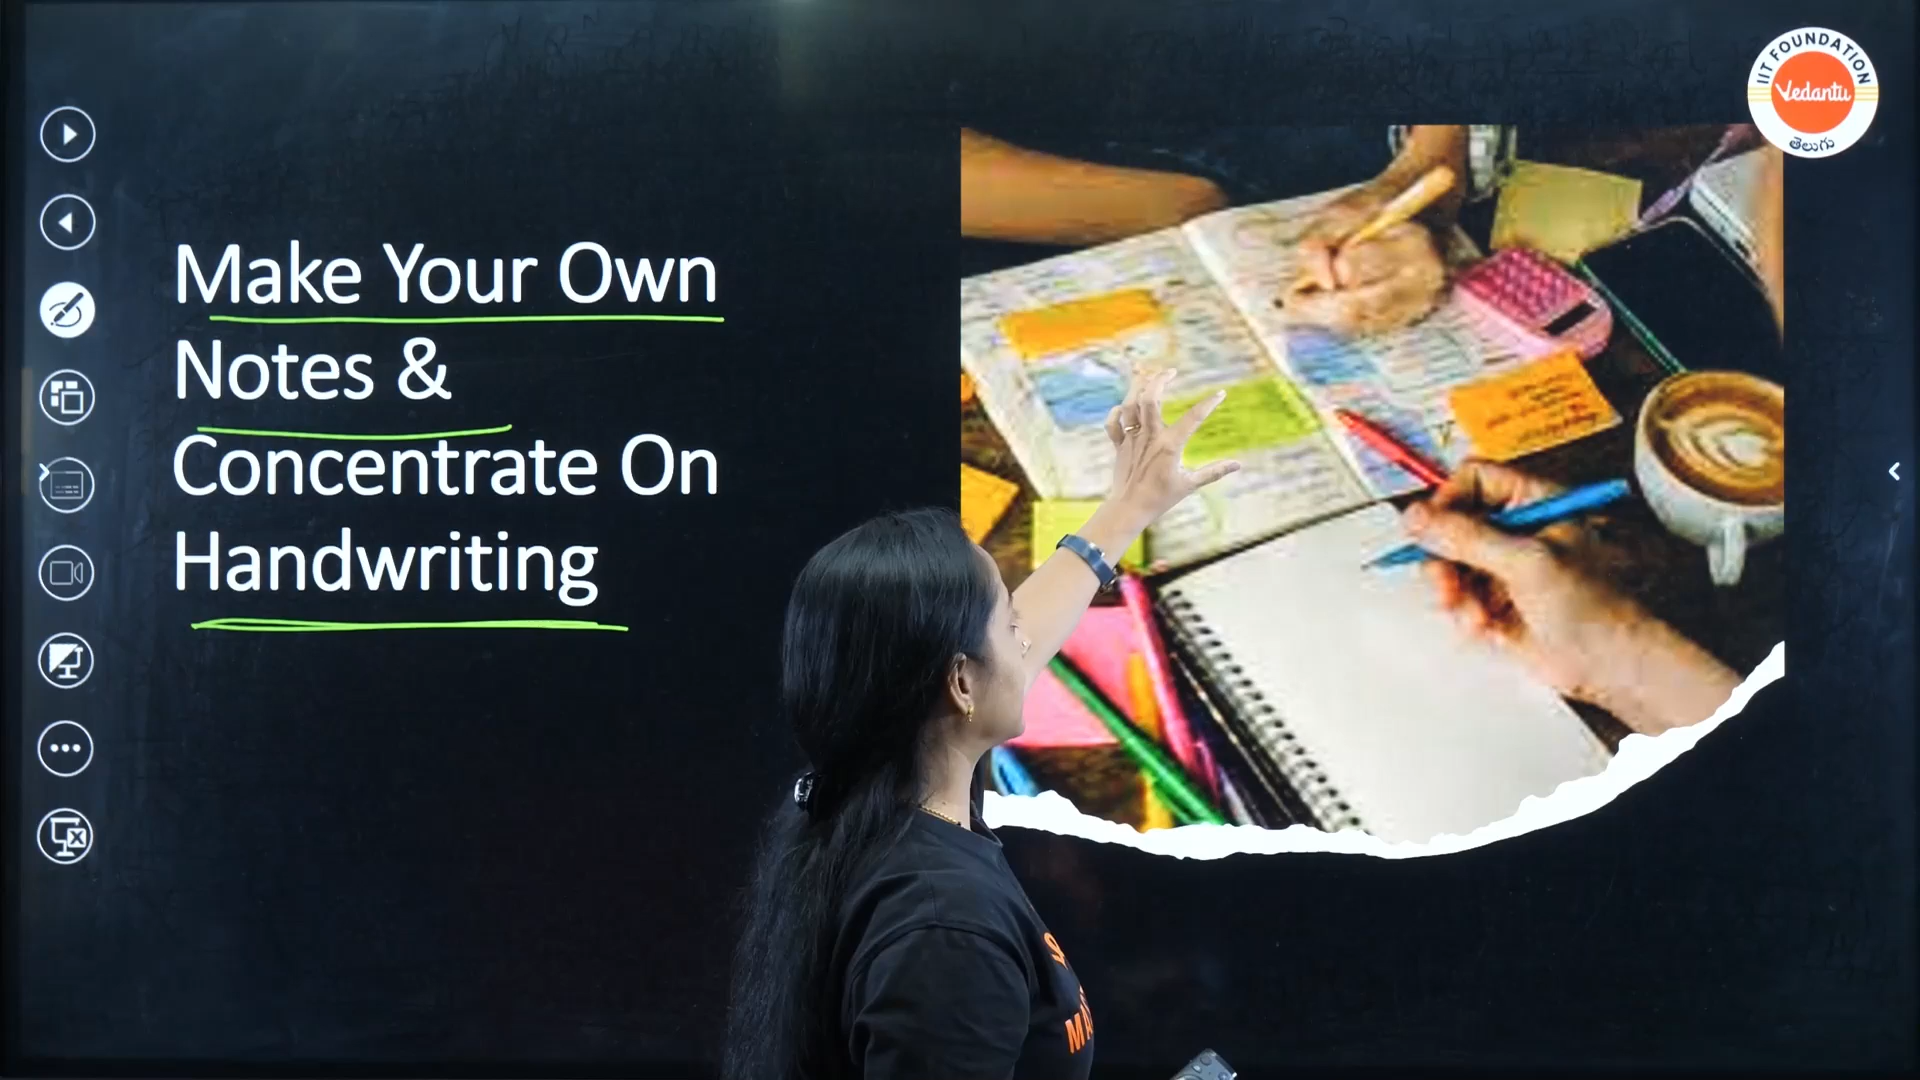 Make Your Own
Notes &
Concentrate On
Handwriting
IIT FOUNDATION
Vedantu
తెలుగు